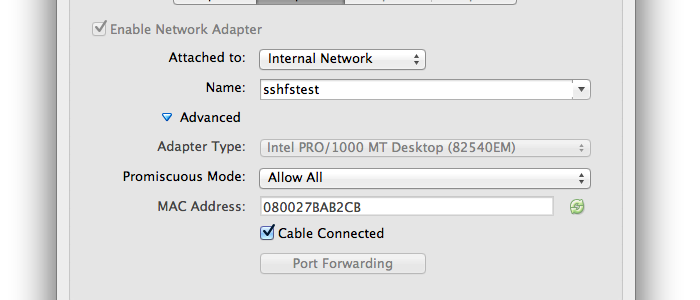 Enable Network Adapter
Attached to: Internal Network
Name: sshfstest
Advanced
Adapter Type: Intel PRO/1000 MT Desktop (82540EM)
Promiscuous Mode: Allow All
MAC Address: 080027BAB2CB
Cable Connected
Port Forwarding